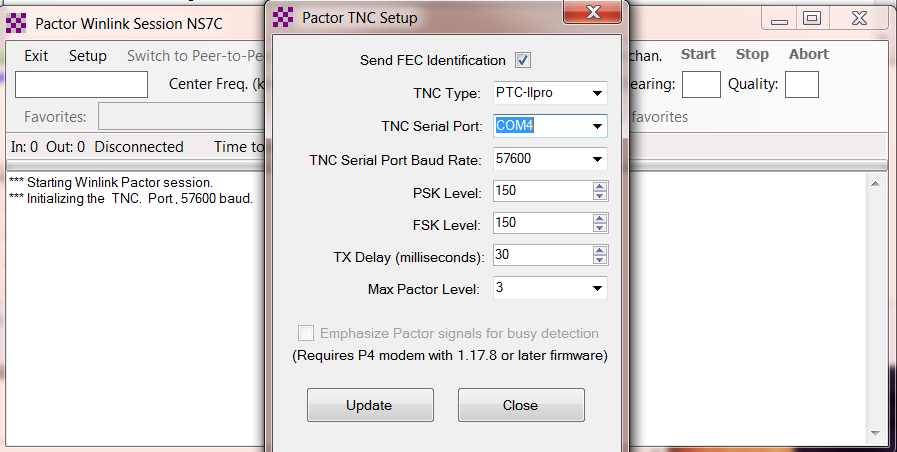 Pactor Winlink Session NS7C
Exit Setup Switch to Peer-to-Pe
chan. Start Stop Abort
Center Freq. (k
earing: Quality:
Favorites:
favorites
In: 0 Out: 0 Disconnected Time to
*** Starting Winlink Pactor session.
*** Initializing the TNC. Port , 57600 baud.
Pactor TNC Setup
Send FEC Identification
TNC Type: PTC-IIpro
TNC Serial Port: COM4
TNC Serial Port Baud Rate: 57600
PSK Level: 150
FSK Level: 150
TX Delay (milliseconds): 30
Max Pactor Level: 3
Emphasize Pactor signals for busy detection
(Requires P4 modem with 1.17.8 or later firmware)
Update Close